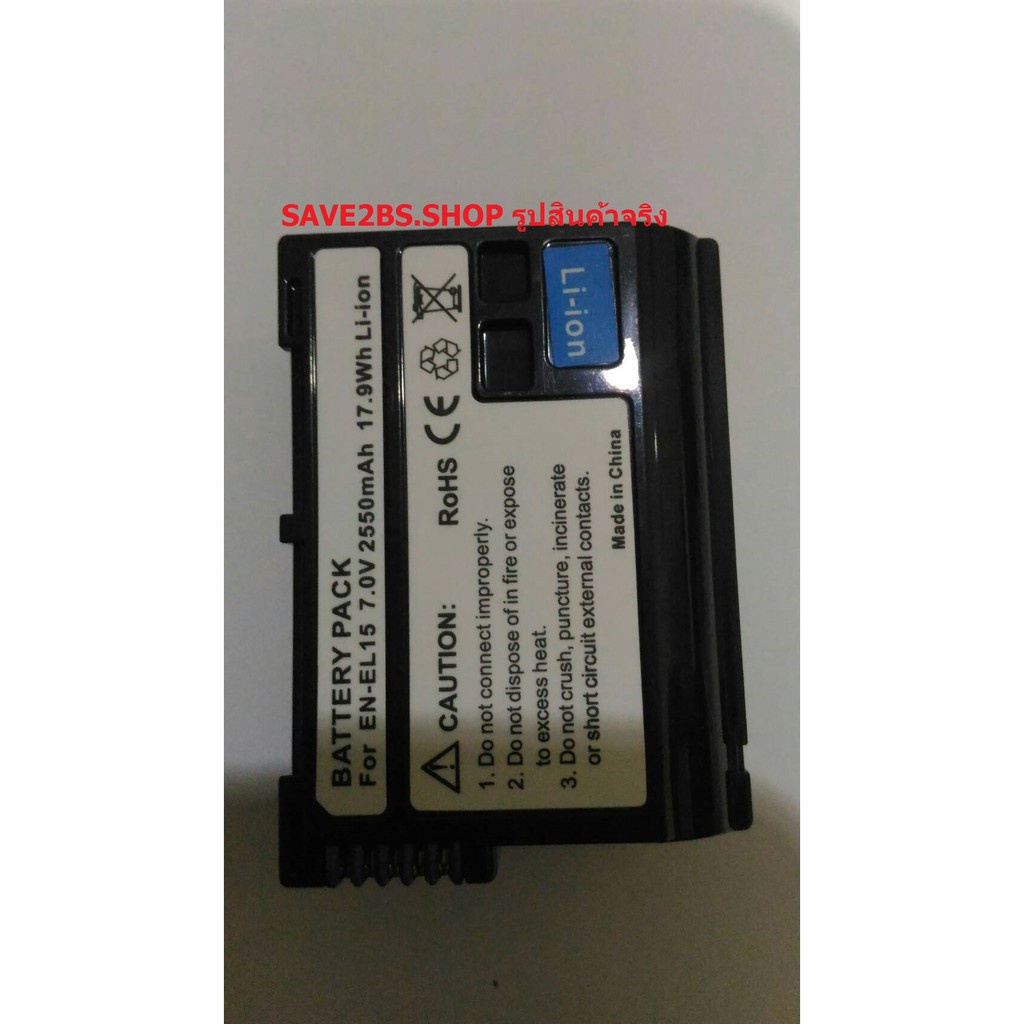 SAVE2BS.SHOP รูปสินค้าจริง
BATTERY PACK
For EN-EL15 7.0V 2550mAh 17.9Wh Li-ion
CAUTION: RoHS CE
1. Do not connect improperly.
2. Do not dispose of in fire or expose
to excess heat.
3. Do not crush, puncture, incinerate
or short circuit external contacts.
Made in China
Li-ion